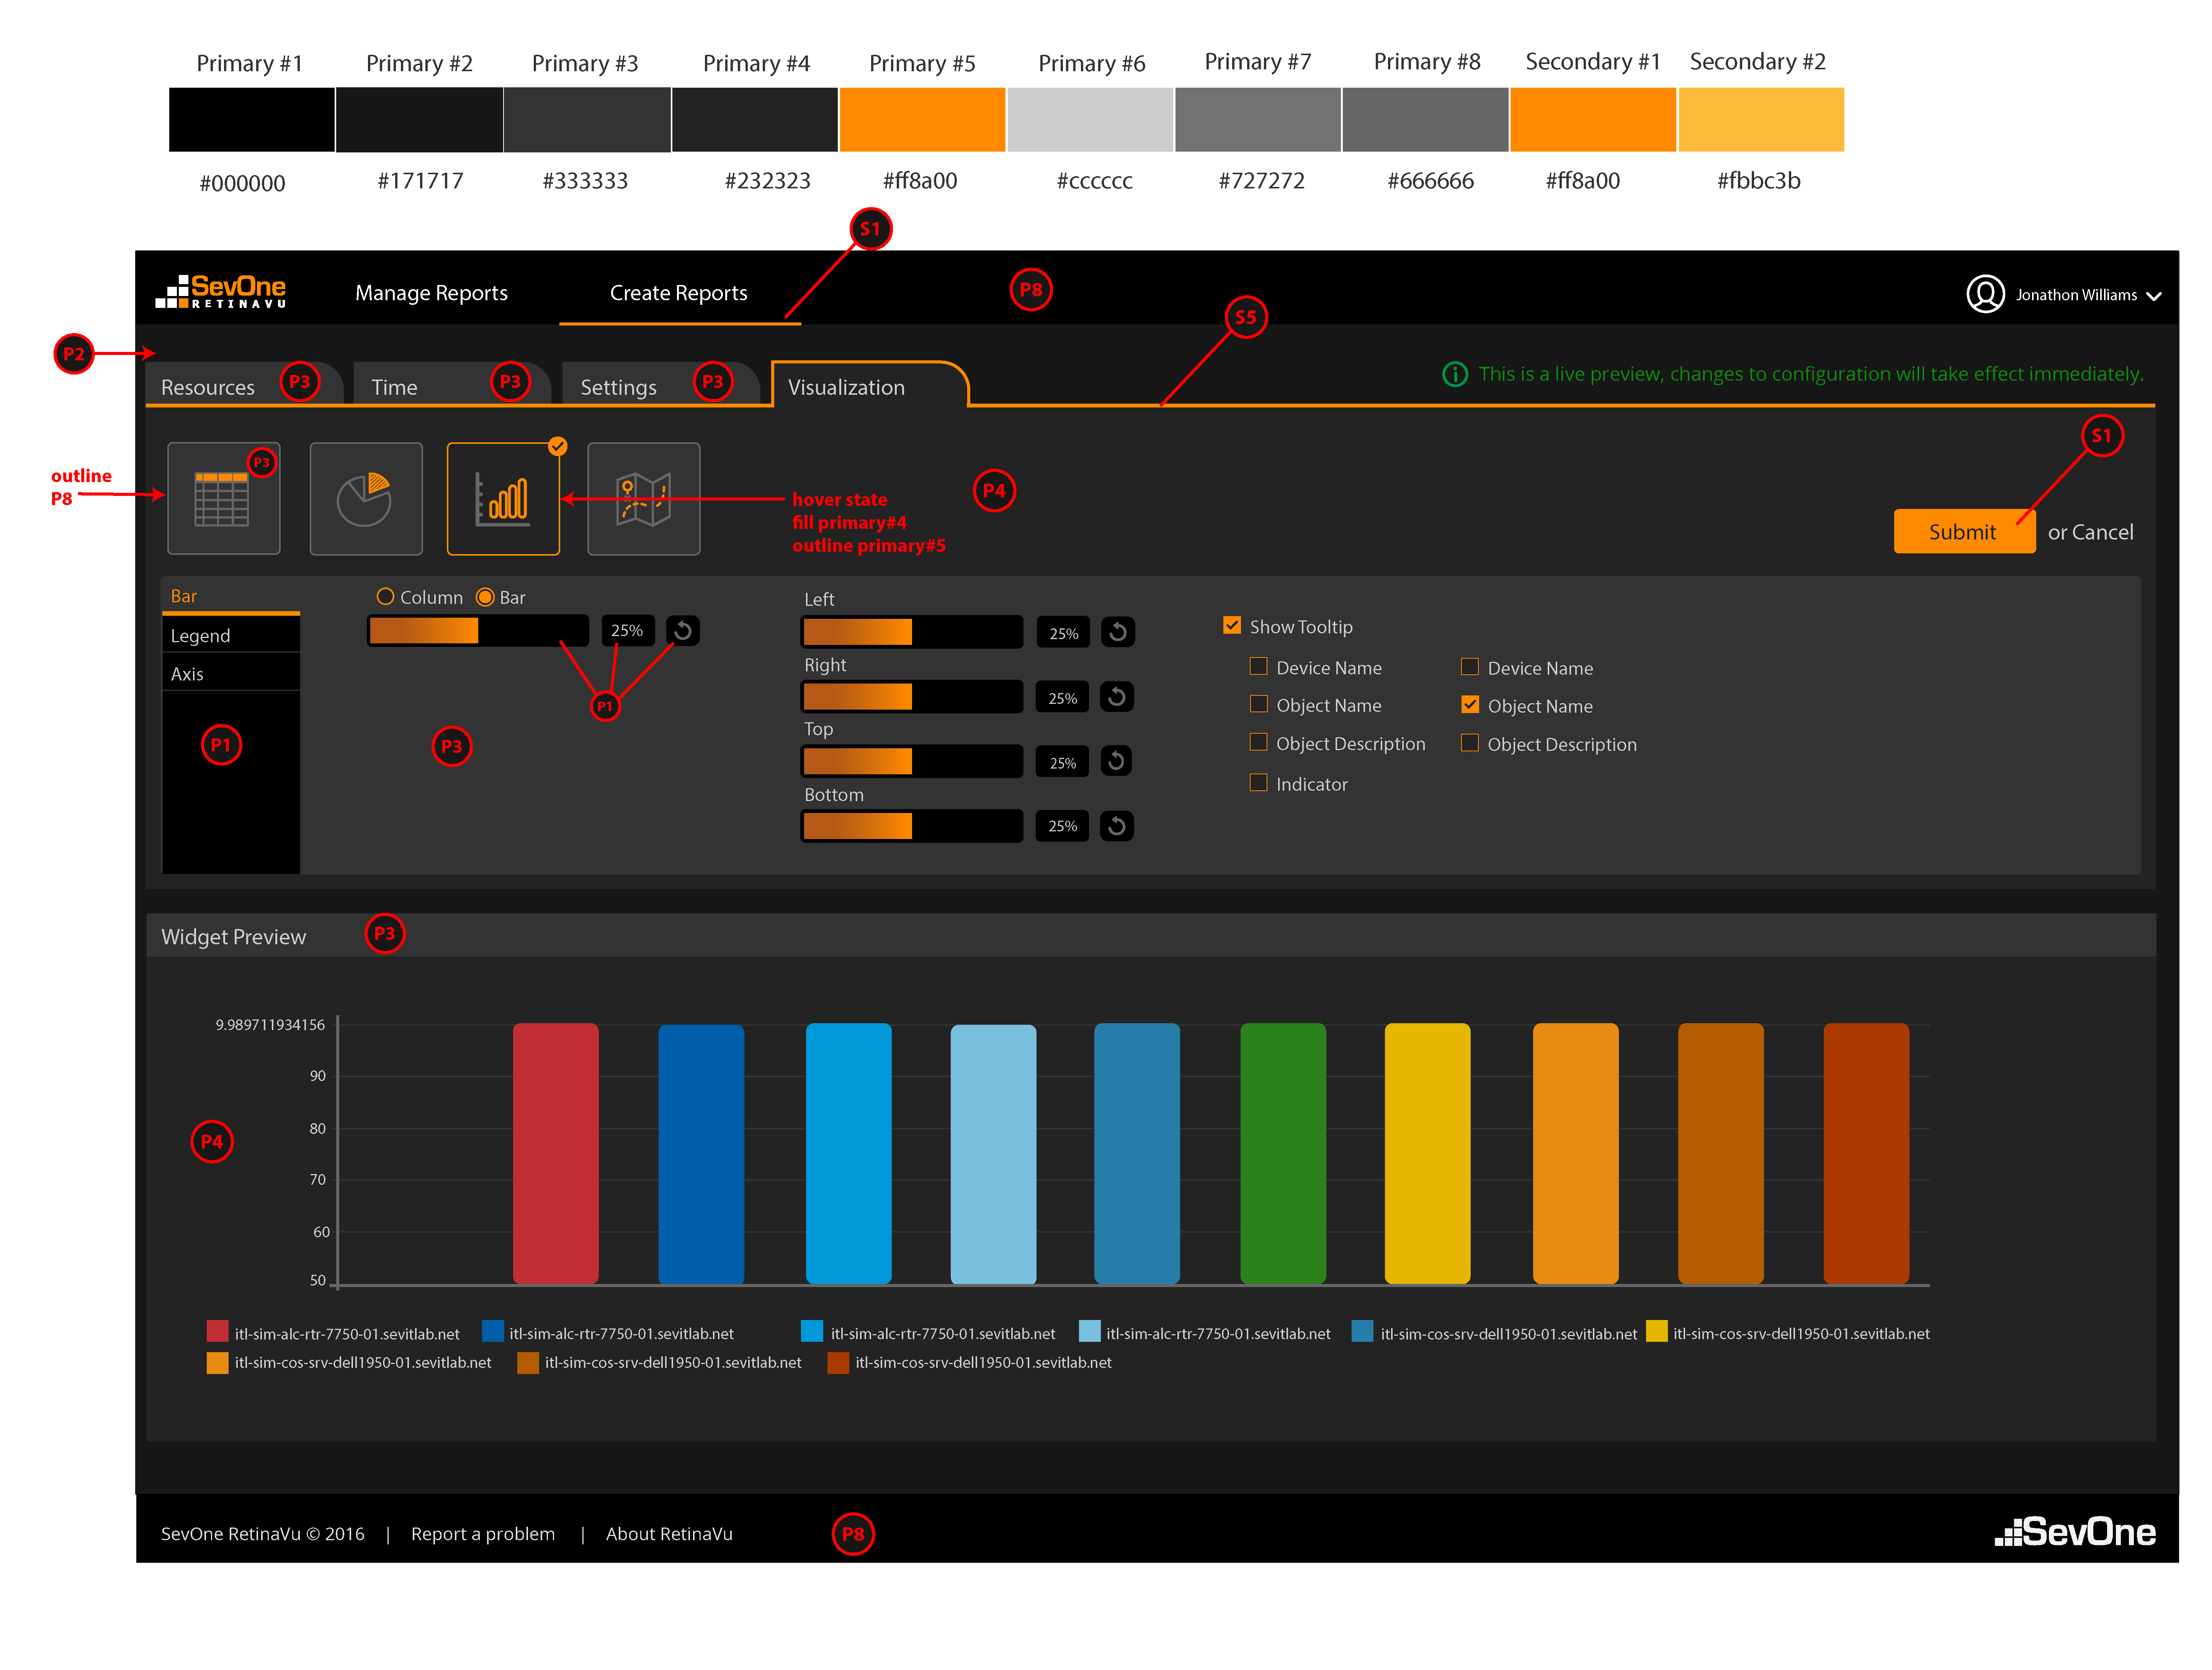 Primary #1 Primary #2 Primary #3 Primary #4 Primary #5 Primary #6 Primary #7 Primary #8 Secondary #1 Secondary #2
#000000 #171717 #333333 #232323 #ff8a00 #cccccc #727272 #666666 #ff8a00 #fbbc3b
S1
SevOne
RETINAVU
Manage Reports Create Reports P8 Jonathon Williams
S5
P2
Resources P3 Time P3 Settings P3 Visualization
This is a live preview, changes to configuration will take effect immediately.
S1
P3
outline
P8
hover state
fill primary#4
outline primary#5
P4
Submit or Cancel
Bar
Legend
Axis
P1
Column Bar
25%
P1
P3
Left
25%
Right
25%
Top
25%
Bottom
25%
Show Tooltip
Device Name Device Name
Object Name Object Name
Object Description Object Description
Indicator
Widget Preview P3
9.989711934156
90
80
P4
70
60
50
itl-sim-alc-rtr-7750-01.sevitlab.net itl-sim-alc-rtr-7750-01.sevitlab.net itl-sim-alc-rtr-7750-01.sevitlab.net itl-sim-alc-rtr-7750-01.sevitlab.net itl-sim-cos-srv-dell1950-01.sevitlab.net itl-sim-cos-srv-dell1950-01.sevitlab.net
itl-sim-cos-srv-dell1950-01.sevitlab.net itl-sim-cos-srv-dell1950-01.sevitlab.net itl-sim-cos-srv-dell1950-01.sevitlab.net
SevOne RetinaVu © 2016 | Report a problem | About RetinaVu P8 SevOne